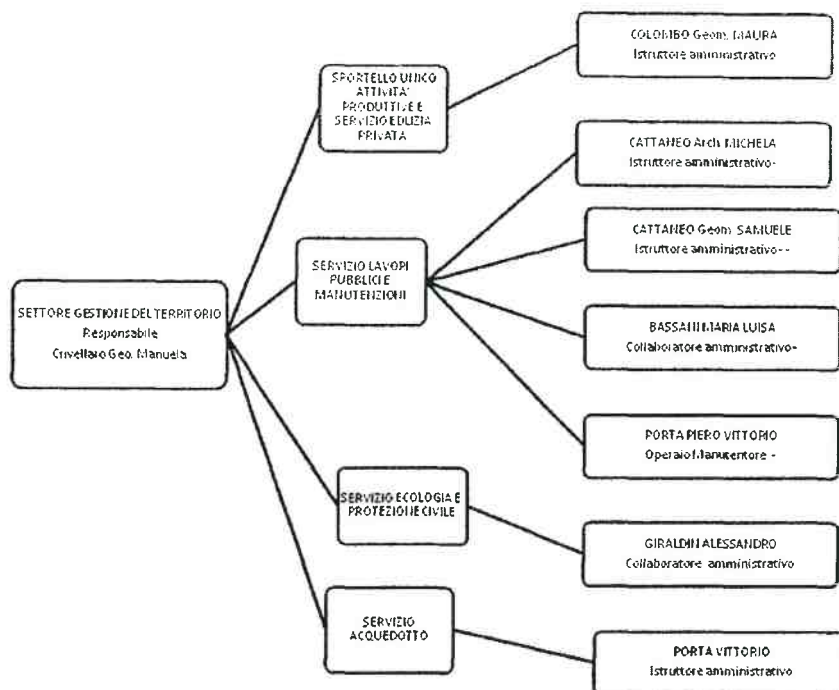 SETTORE GESTIONE DEL TERRITORIO
Responsabile
Crivellaro Geo. Manuela
SPORTELLO UNICO
ATTIVITA'
PRODUTTIVE E
SERVIZIO EDLIZIA
PRIVATA
COLOMBO Geom. MAURA
Istruttore amministrativo
SERVIZIO LAVORI
PUBBLICI E
MANUTENZIONI
CATTANEO Arch. MICHELA
Istruttore amministrativo-
CATTANEO Geom. SAMUELE
Istruttore amministrativo--
BASSANI MARIA LUISA
Collaboratore amministrativo-
PORTA PIERO VITTORIO
Operaio Manutentore -
SERVIZIO ECOLOGIA E
PROTEZIONE CIVILE
GIRALDIN ALESSANDRO
Collaboratore amministrativo
SERVIZIO
ACQUEDOTTO
PORTA VITTORIO
Istruttore amministrativo